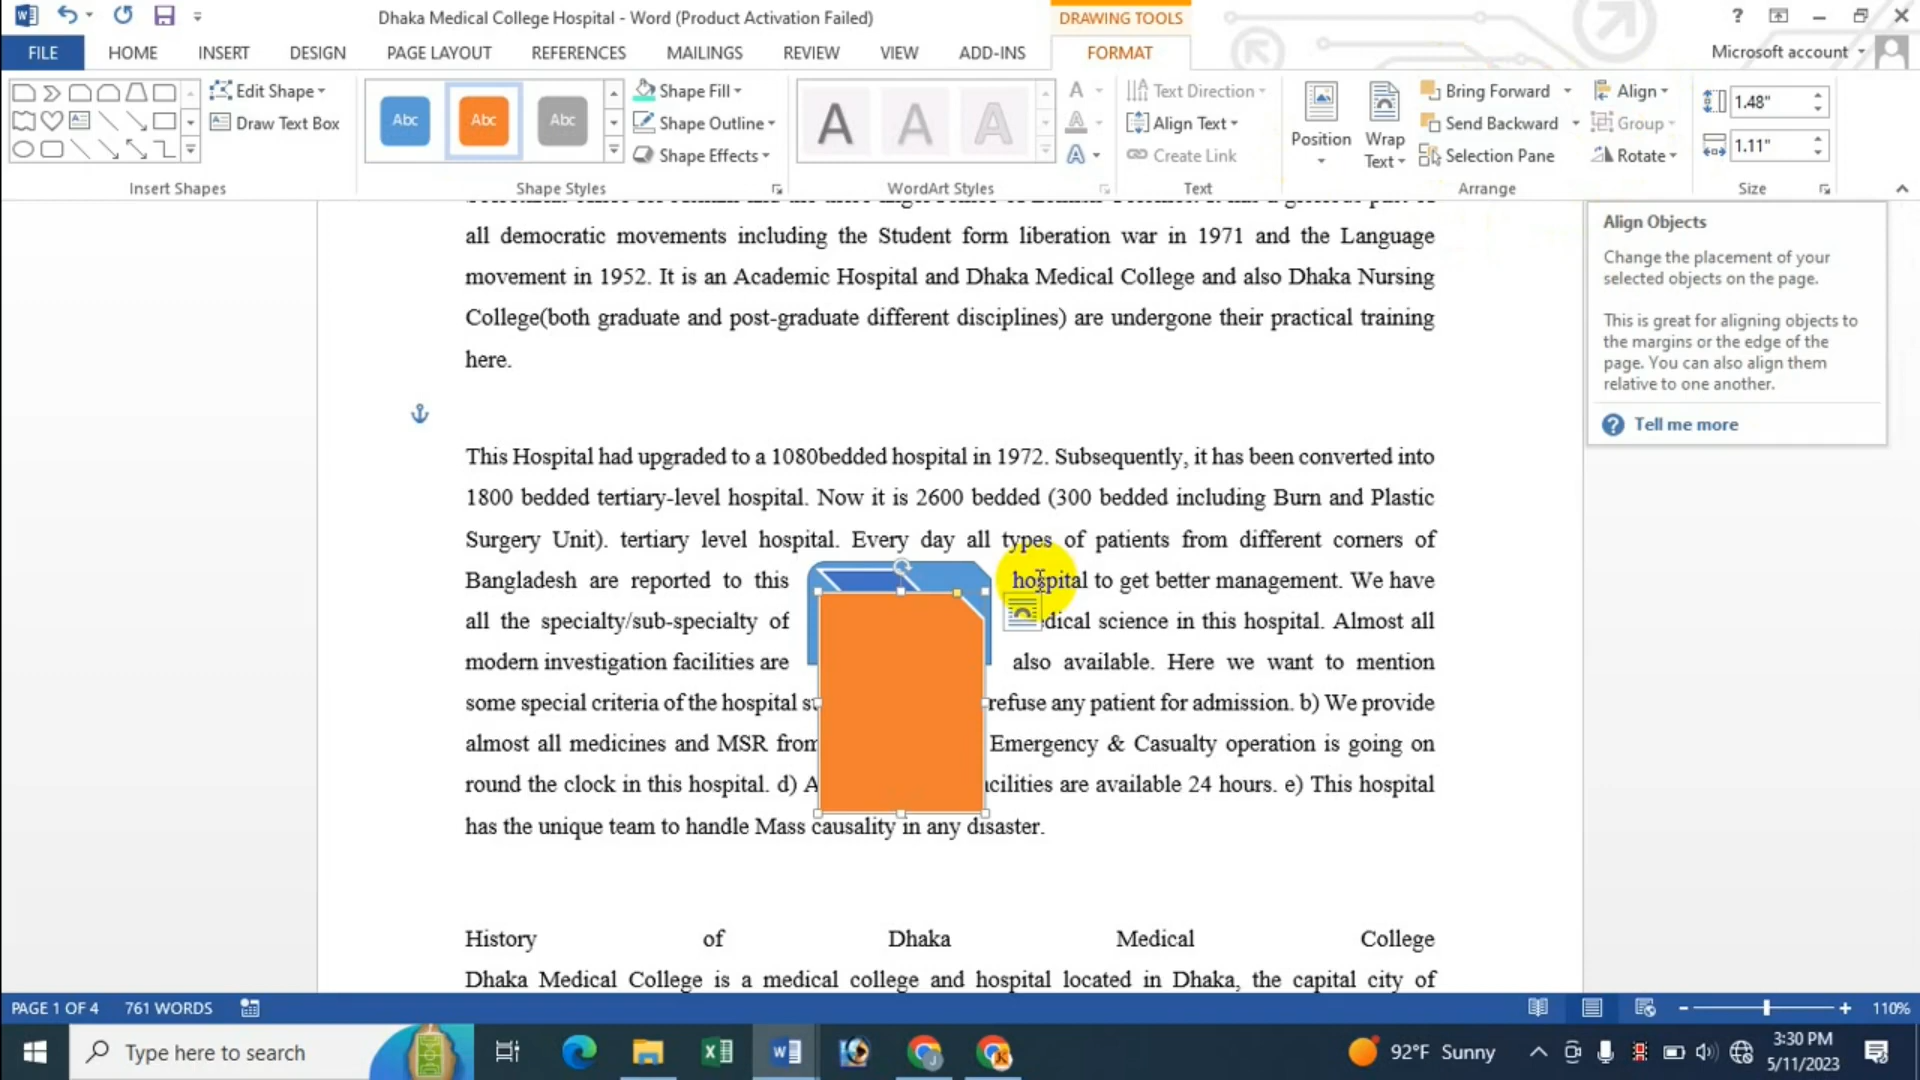 Dhaka Medical College Hospital - Word (Product Activation Failed)
DRAWING TOOLS
?
FILE
HOME
INSERT
DESIGN
PAGE LAYOUT
REFERENCES
MAILINGS
REVIEW
VIEW
ADD-INS
FORMAT
Microsoft account
Edit Shape
Draw Text Box
Insert Shapes
Abc
Abc
Abc
Shape Fill
Shape Outline
Shape Effects
Shape Styles
A
A
A
WordArt Styles
A
A
A
Text Direction
Align Text
Create Link
Text
Position
Wrap
Text
Bring Forward
Send Backward
Selection Pane
Align
Group
Rotate
Arrange
1.48"
1.11"
Size
Align Objects
Change the placement of your
selected objects on the page.
This is great for aligning objects to
the margins or the edge of the
page. You can also align them
relative to one another.
Tell me more
all democratic movements including the Student form liberation war in 1971 and the Language
movement in 1952. It is an Academic Hospital and Dhaka Medical College and also Dhaka Nursing
College(both graduate and post-graduate different disciplines) are undergone their practical training
here.
This Hospital had upgraded to a 1080bedded hospital in 1972. Subsequently, it has been converted into
1800 bedded tertiary-level hospital. Now it is 2600 bedded (300 bedded including Burn and Plastic
Surgery Unit). tertiary level hospital. Every day all types of patients from different corners of
Bangladesh are reported to this hospital to get better management. We have
all the specialty/sub-specialty of edical science in this hospital. Almost all
modern investigation facilities are also available. Here we want to mention
some special criteria of the hospital refuse any patient for admission. b) We provide
almost all medicines and MSR from Emergency & Casualty operation is going on
round the clock in this hospital. d) A cilities are available 24 hours. e) This hospital
has the unique team to handle Mass causality in any disaster.
History of Dhaka Medical College
Dhaka Medical College is a medical college and hospital located in Dhaka, the capital city of
PAGE 1 OF 4
761 WORDS
110%
Type here to search
92°F Sunny
3:30 PM
5/11/2023